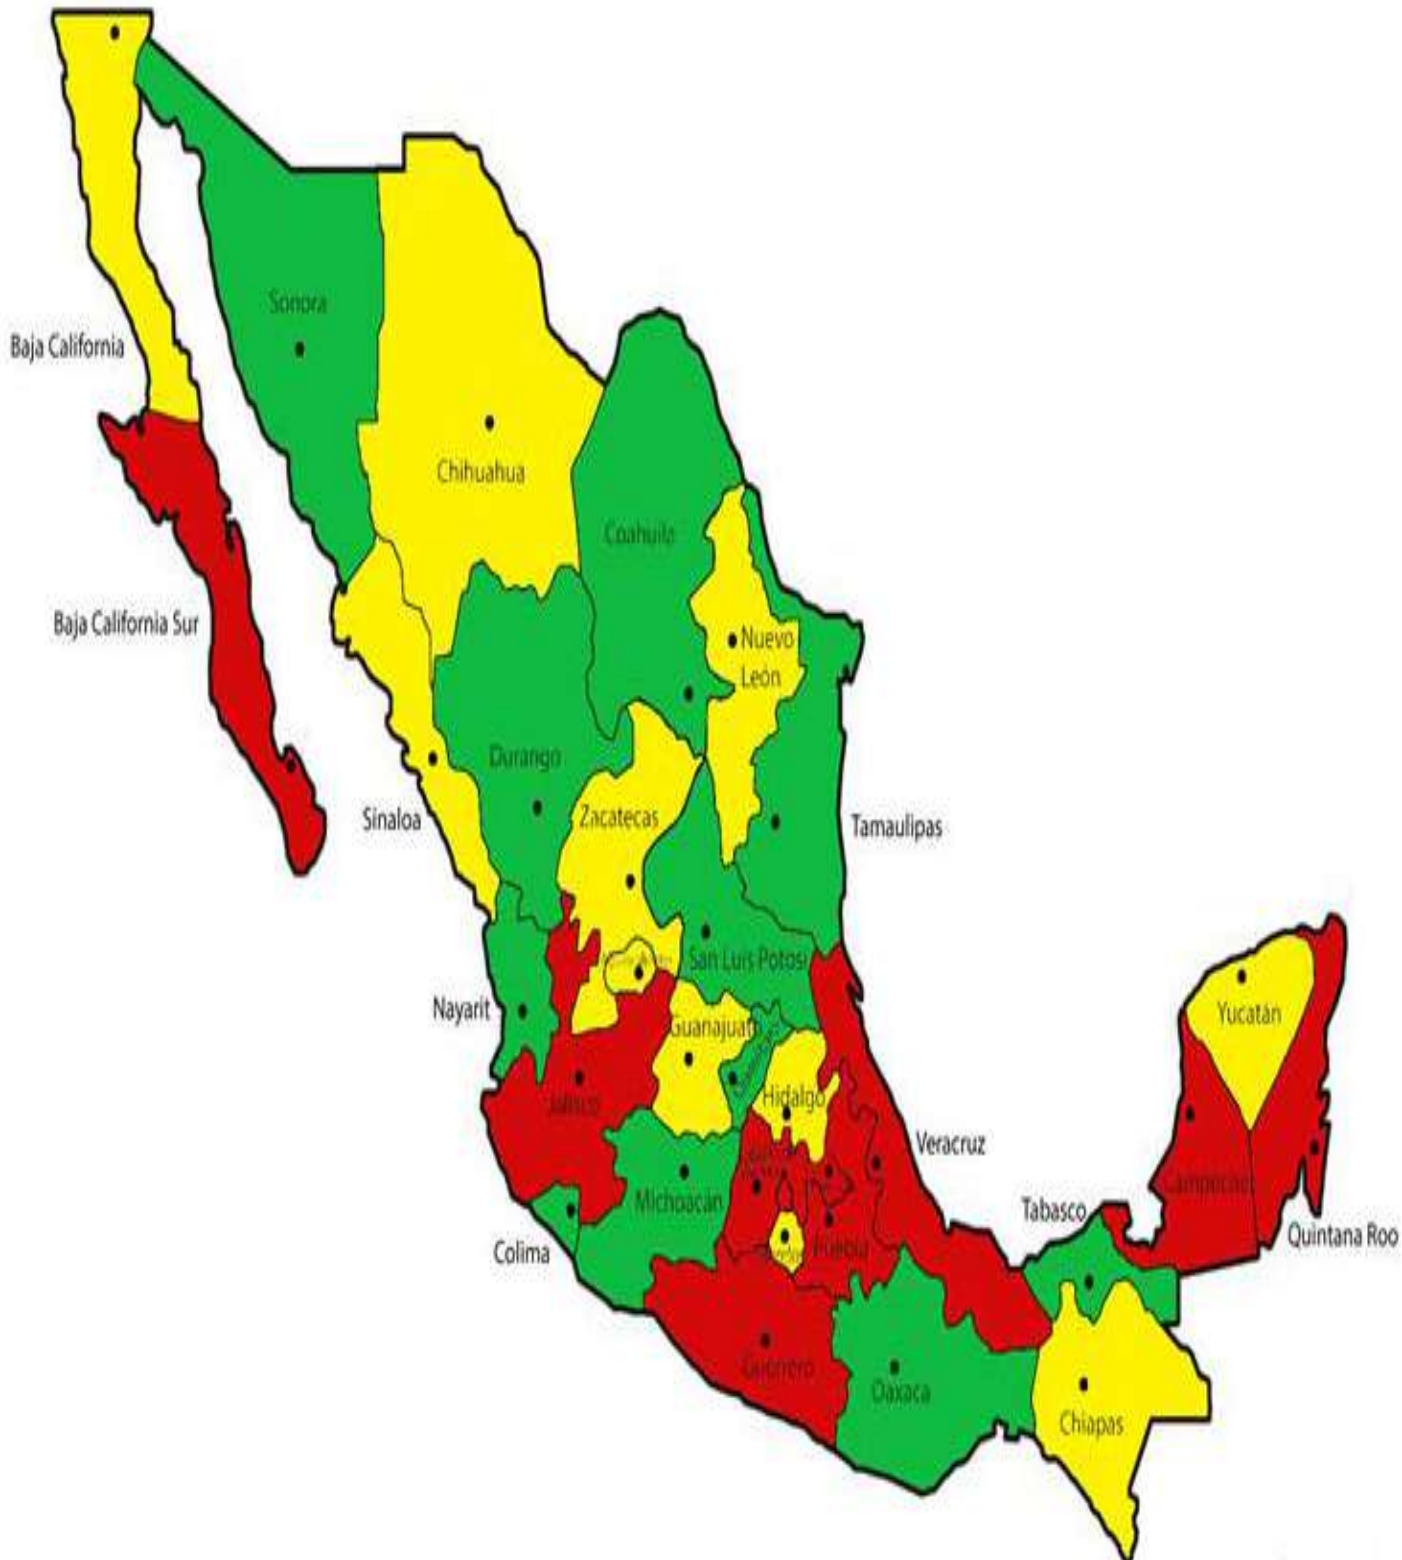 Sonora
Baja California
Chihuahua
Coahuila
Baja California Sur
Nuevo
León
Durango
Sinaloa
Zacatecas
Tamaulipas
San Luis Potosí
Nayarit
Guanajuato
Yucatán
Jalisco
Hidalgo
Veracruz
Campeche
Michoacán
Tabasco
Quintana Roo
Colima
Puebla
Guerrero
Oaxaca
Chiapas